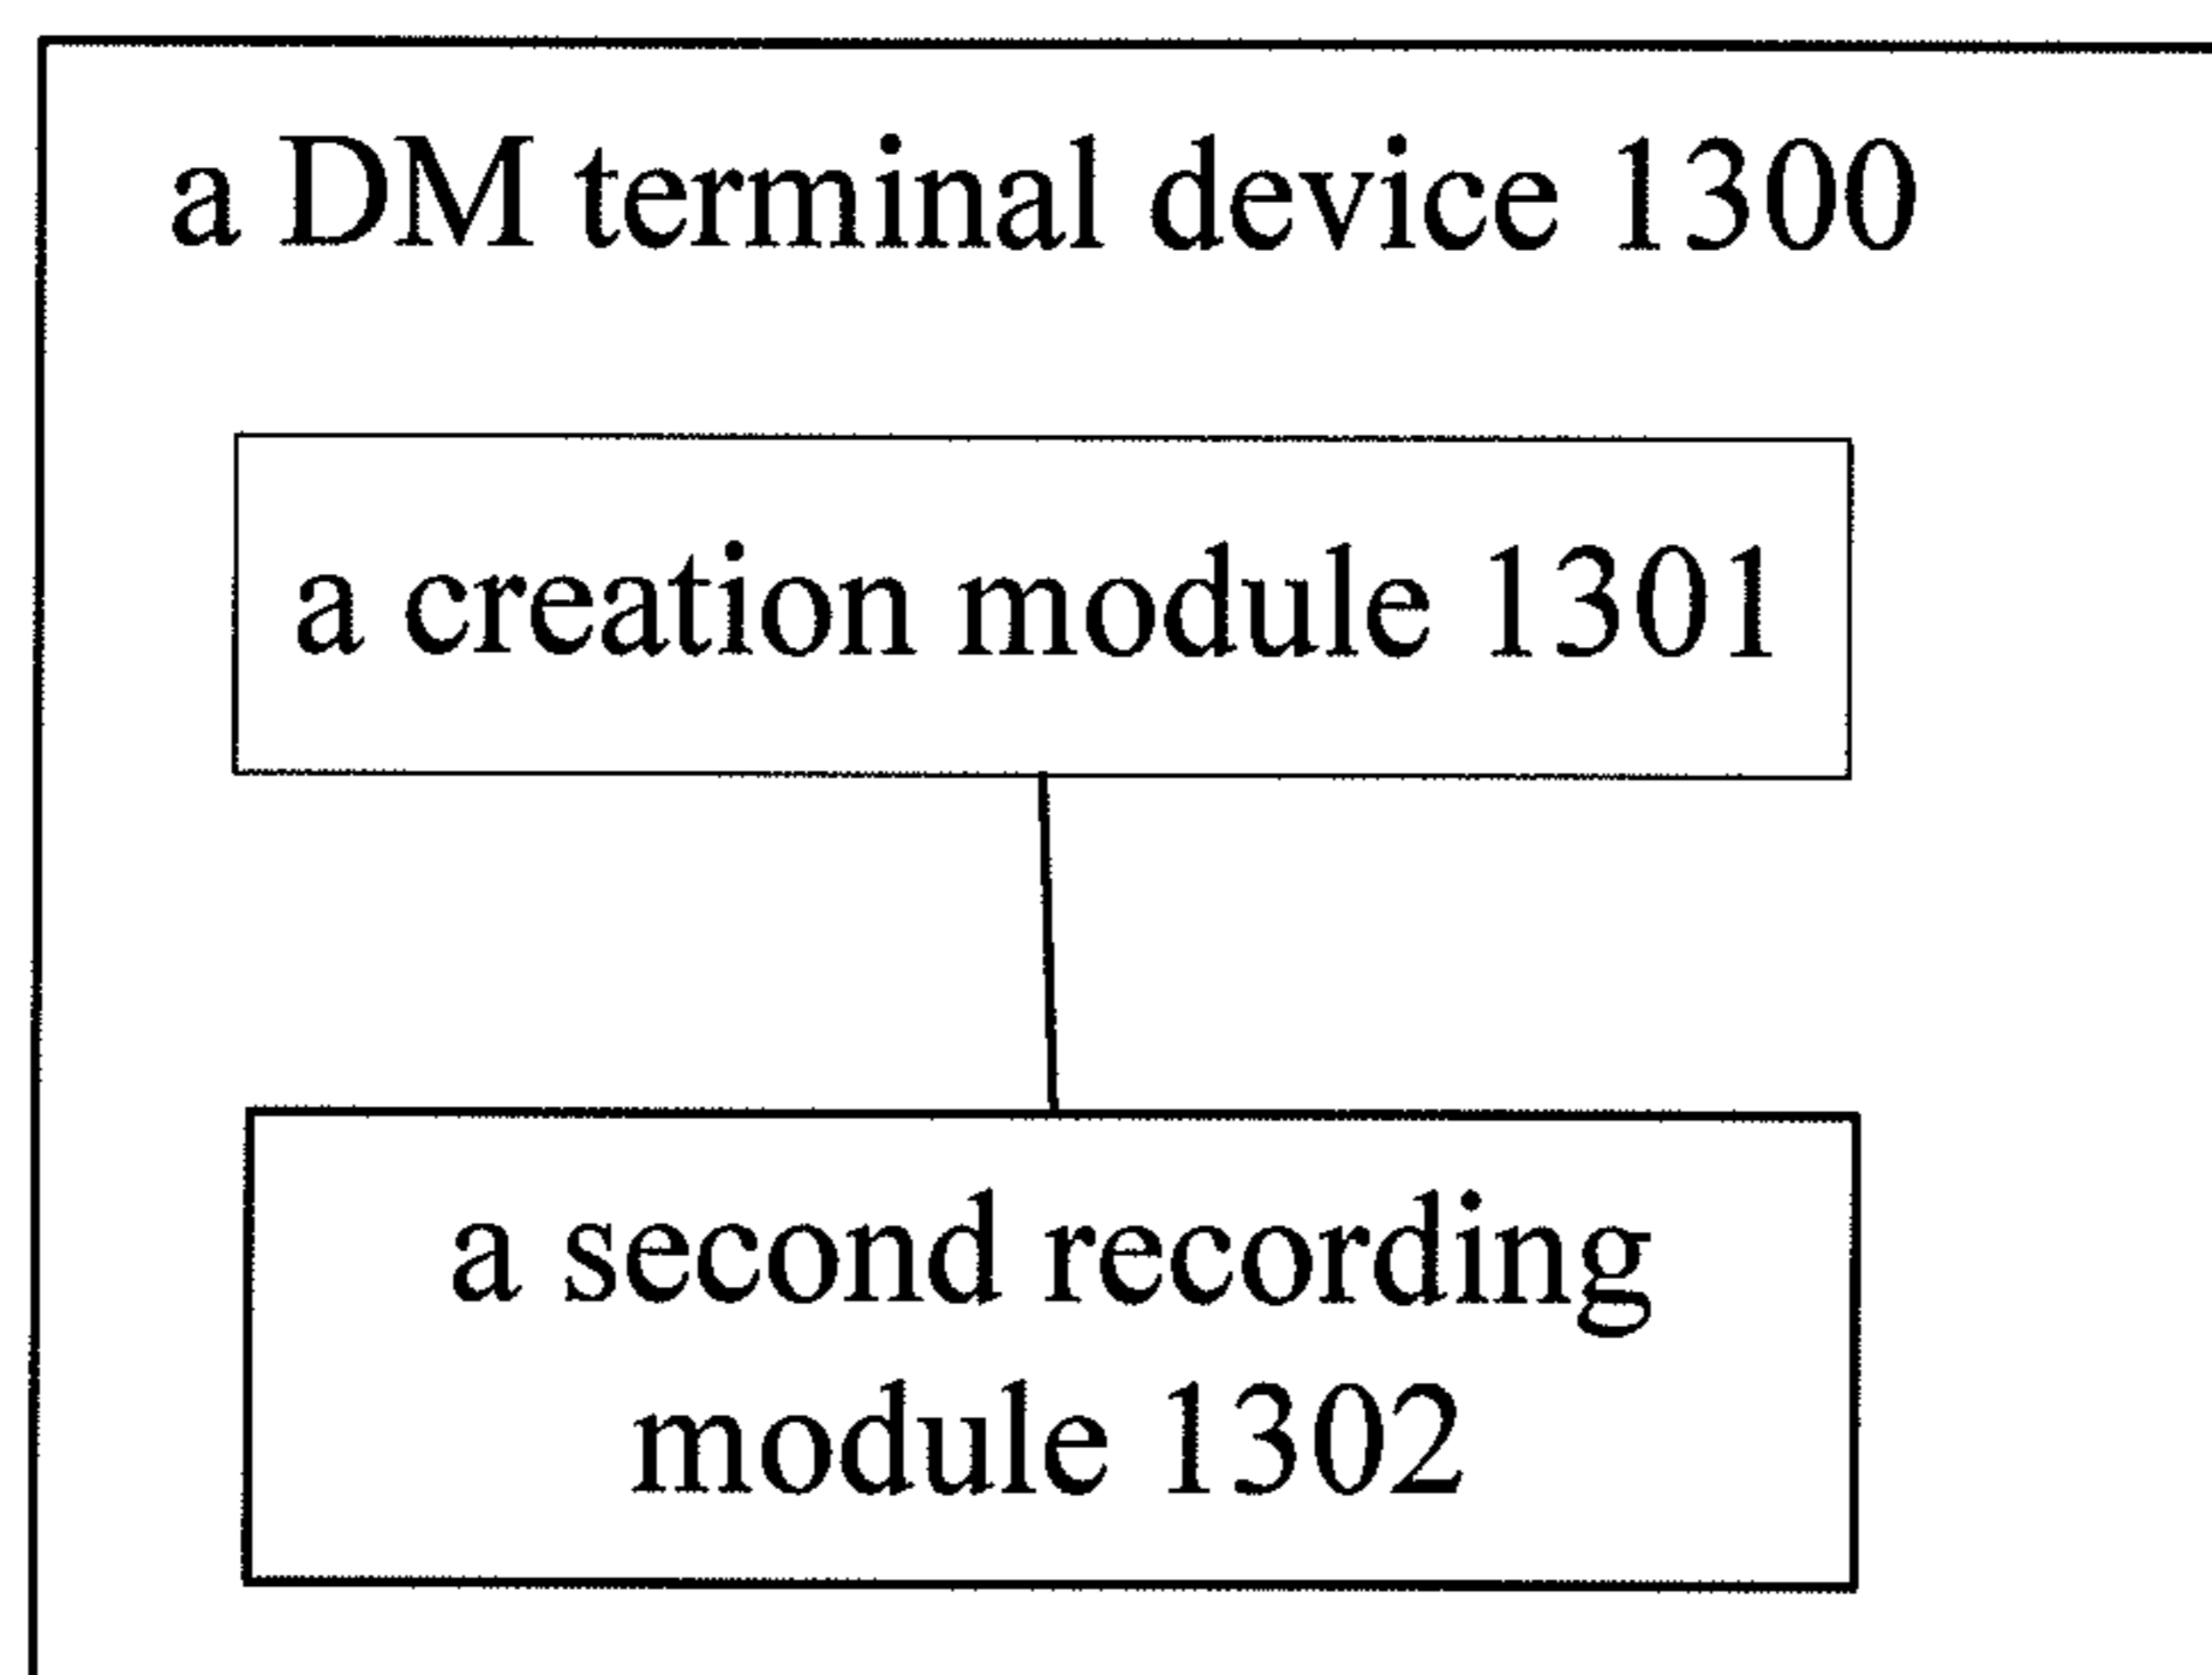 a DM terminal device 1300
a creation module 1301
a second recording
module 1302